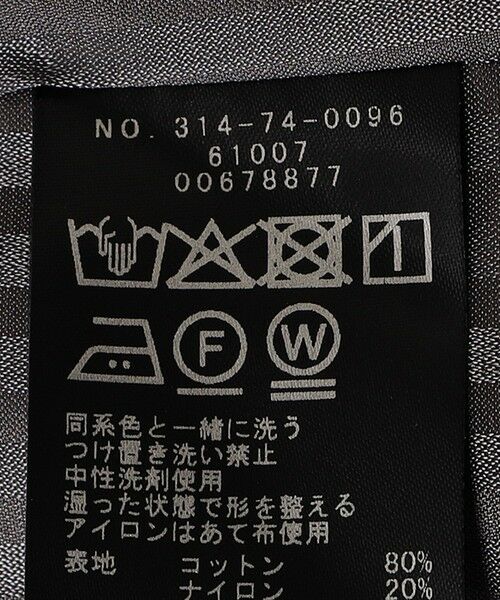 NO. 314-74-0096
61007
00678877
F W
同系色と一緒に洗う
つけ置き洗い禁止
中性洗剤使用
湿った状態で形を整える
アイロンはあて布使用
表地 コットン 80%
ナイロン 20%